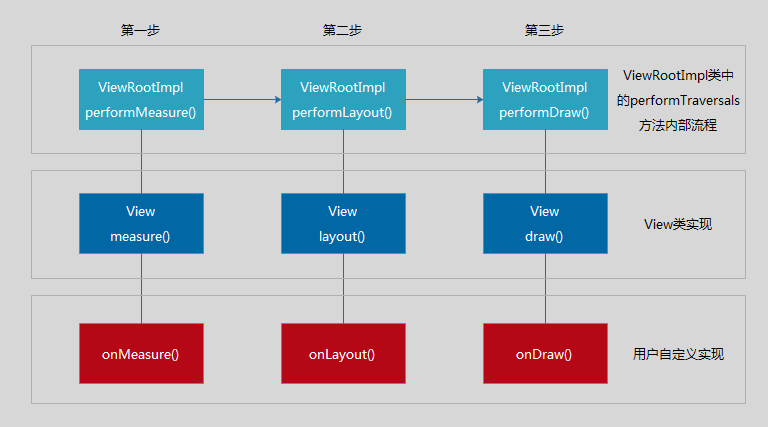 第一步
第二步
第三步
ViewRootImpl
performMeasure()
ViewRootImpl
performLayout()
ViewRootImpl
performDraw()
ViewRootImpl类中
的performTraversals
方法内部流程
View
measure()
View
layout()
View
draw()
View类实现
onMeasure()
onLayout()
onDraw()
用户自定义实现